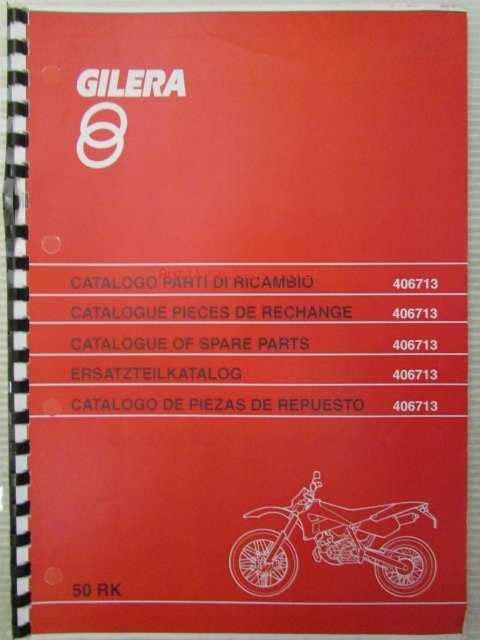 GILERA
CATALOGO PARTI DI RICAMBIO 406713
CATALOGUE PIECES DE RECHANGE 406713
CATALOGUE OF SPARE PARTS 406713
ERSATZTEILKATALOG 406713
CATALOGO DE PIEZAS DE REPUESTO 406713
50 RK